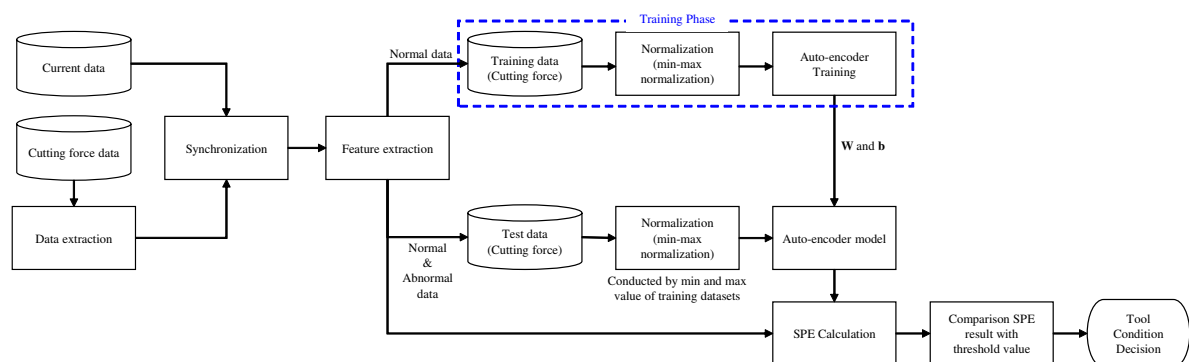 Training Phase
Current data
Normal data
Training data
(Cutting force)
Normalization
(min-max
normalization)
Auto-encoder
Training
Cutting force data
Synchronization
Feature extraction
W and b
Data extraction
Test data
(Cutting force)
Normalization
(min-max
normalization)
Auto-encoder model
Normal
&
Abnormal
data
Conducted by min and max
value of training datasets
SPE Calculation
Comparison SPE
result with
threshold value
Tool
Condition
Decision